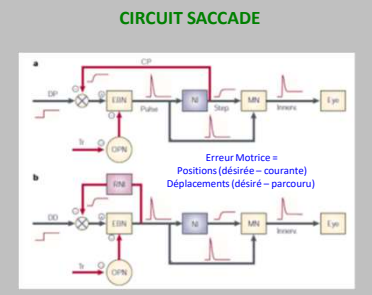 CIRCUIT SACCADE
a
CP
DP
EBN
Pulse
NI
Step
MN
Innerv.
Eye
Tr
OPN
Erreur Motrice =
Positions (désirée – courante)
Déplacements (désiré – parcouru)
b
RNI
DD
EBN
NI
MN
Innerv.
Eye
OPN